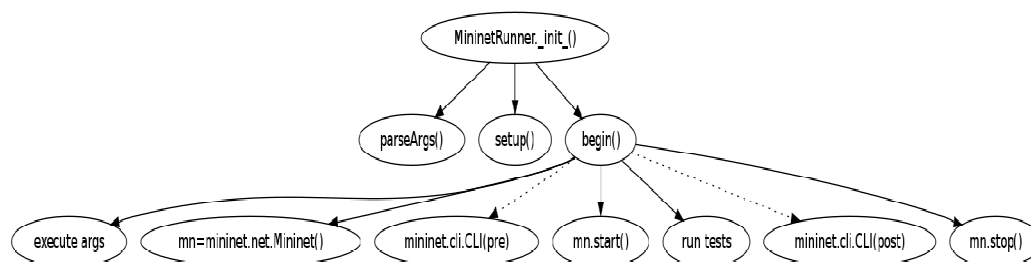 MininetRunner._init_()
parseArgs()
setup()
begin()
execute args
mn=mininet.net.Mininet()
mininet.cli.CLI(pre)
mn.start()
run tests
mininet.cli.CLI(post)
mn.stop()